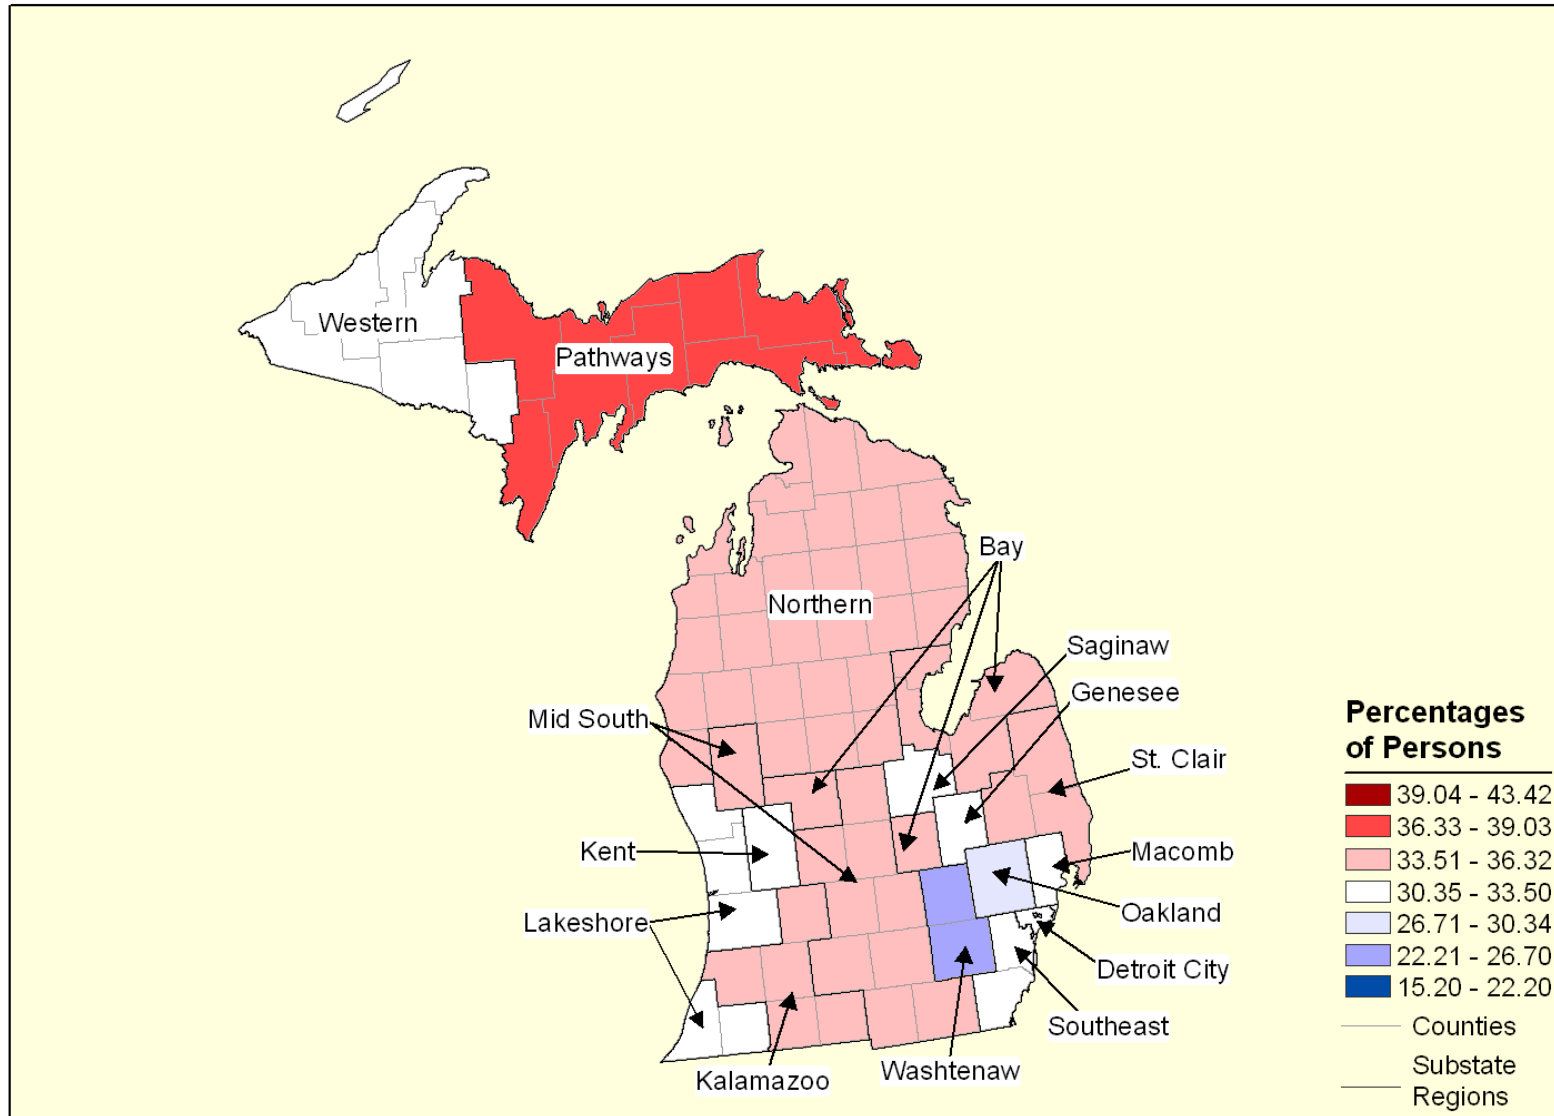 Western
Pathways
Bay
Northern
Saginaw
Genesee
Mid South
St. Clair
Kent
Macomb
Lakeshore
Oakland
Detroit City
Southeast
Kalamazoo
Washtenaw
Percentages
of Persons
39.04 - 43.42
36.33 - 39.03
33.51 - 36.32
30.35 - 33.50
26.71 - 30.34
22.21 - 26.70
15.20 - 22.20
Counties
Substate
Regions